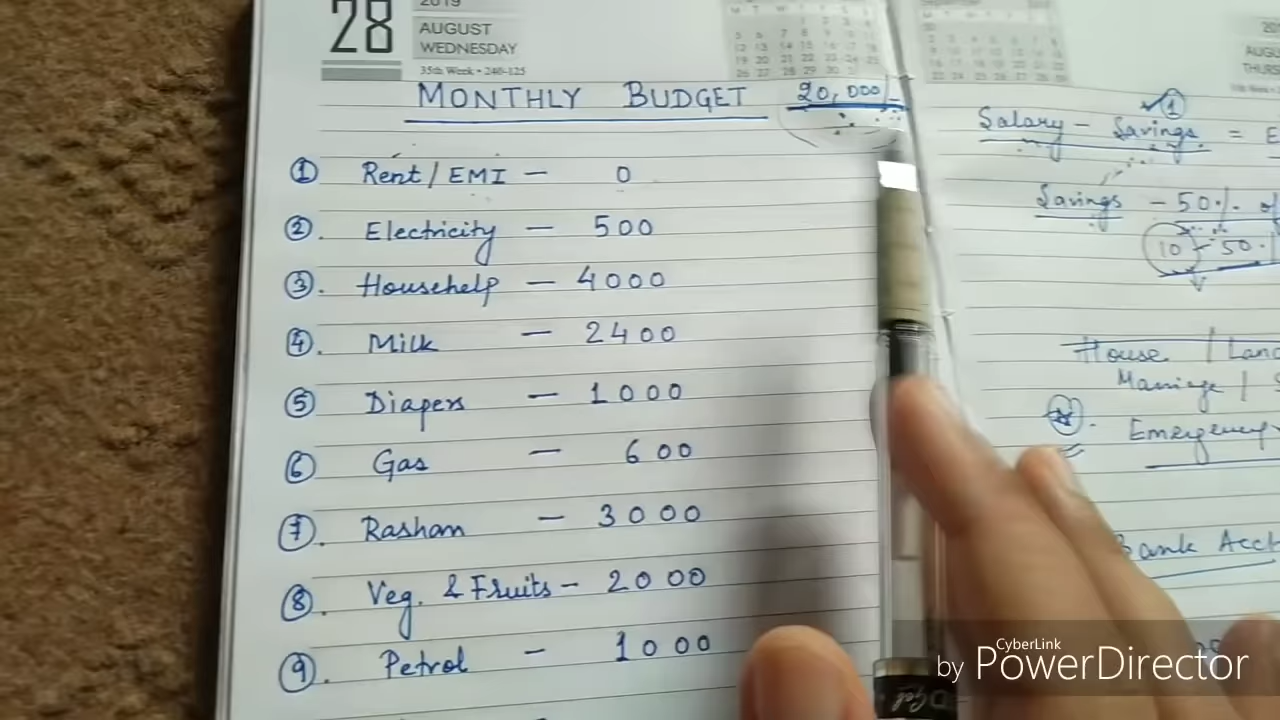 2019
28
AUGUST
WEDNESDAY
35th Week • 240-125
MONTHLY BUDGET 20,000/-
① Rent/EMI - 0
②. Electricity - 500
③. Househelp - 4000
④. Milk - 2400
⑤ Diapers - 1000
⑥ Gas - 600
⑦. Rashan - 3000
⑧. Veg. & Fruits - 2000
⑨. Petrol - 1000
①
Salary - Savings =
Savings - 50%
10 - 50
House /
Marriage /
Emergency
Bank Acct
CyberLink
by PowerDirector